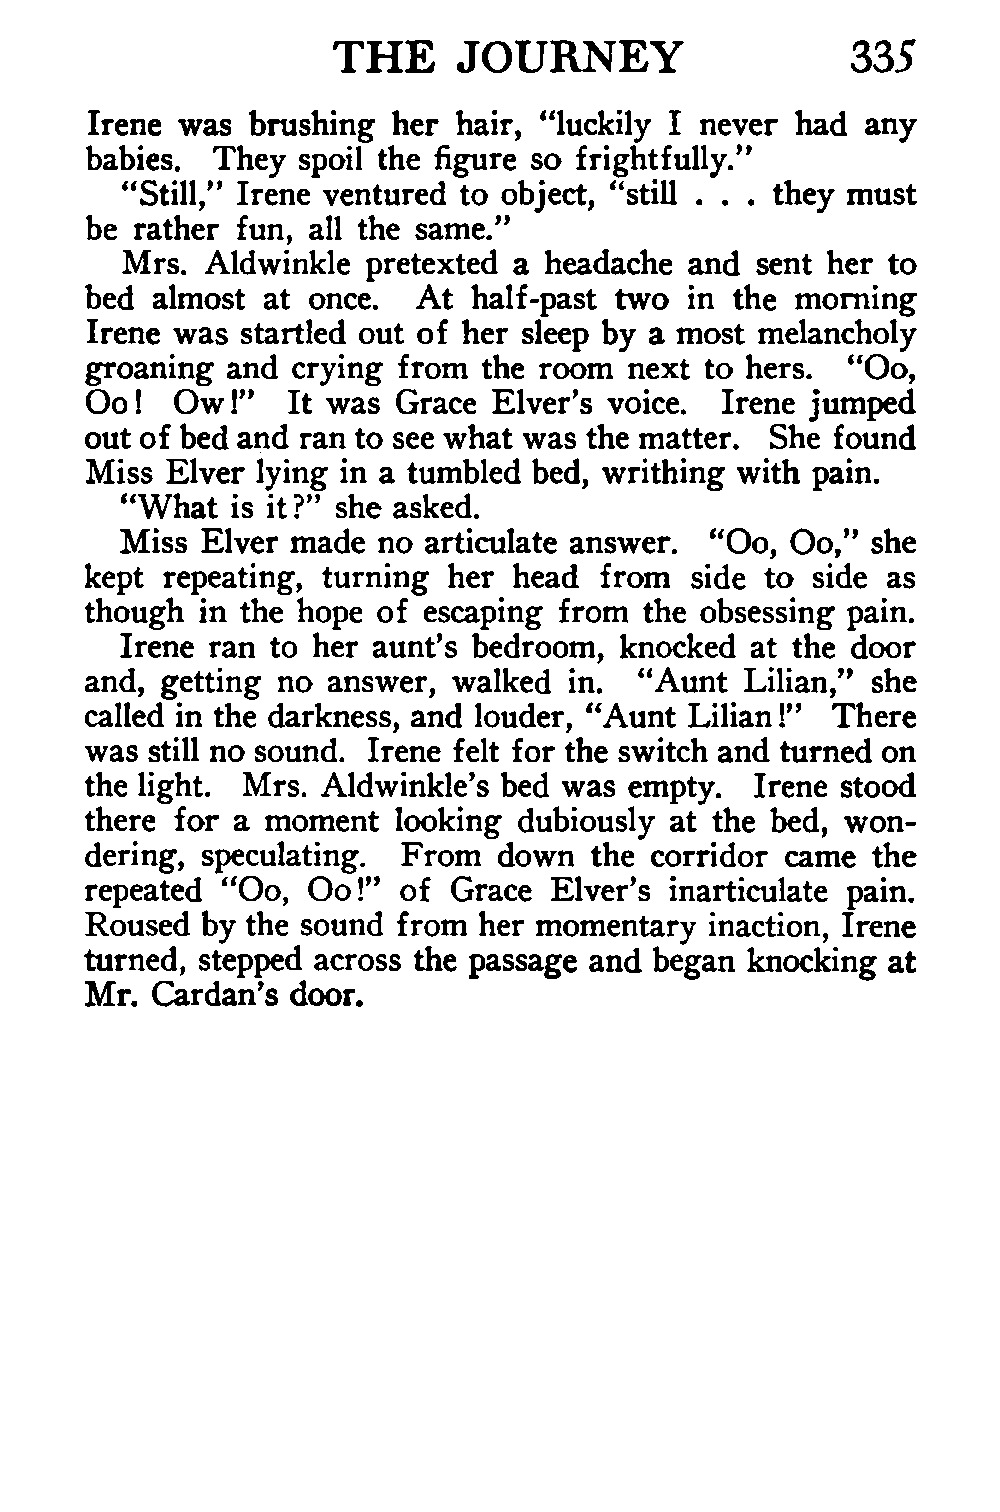 THE JOURNEY 335
Irene was brushing her hair, “luckily I never had any
babies. They spoil the figure so frightfully.”
“Still,” Irene ventured to object, “still . . . they must
be rather fun, all the same.”
Mrs. Aldwinkle pretexted a headache and sent her to
bed almost at once. At half-past two in the morning
Irene was startled out of her sleep by a most melancholy
groaning and crying from the room next to hers. “Oo,
Oo! Ow!” It was Grace Elver’s voice. Irene jumped
out of bed and ran to see what was the matter. She found
Miss Elver lying in a tumbled bed, writhing with pain.
“What is it?” she asked.
Miss Elver made no articulate answer. “Oo, Oo,” she
kept repeating, turning her head from side to side as
though in the hope of escaping from the obsessing pain.
Irene ran to her aunt’s bedroom, knocked at the door
and, getting no answer, walked in. “Aunt Lilian,” she
called in the darkness, and louder, “Aunt Lilian!” There
was still no sound. Irene felt for the switch and turned on
the light. Mrs. Aldwinkle’s bed was empty. Irene stood
there for a moment looking dubiously at the bed, won-
dering, speculating. From down the corridor came the
repeated “Oo, Oo!” of Grace Elver’s inarticulate pain.
Roused by the sound from her momentary inaction, Irene
turned, stepped across the passage and began knocking at
Mr. Cardan’s door.